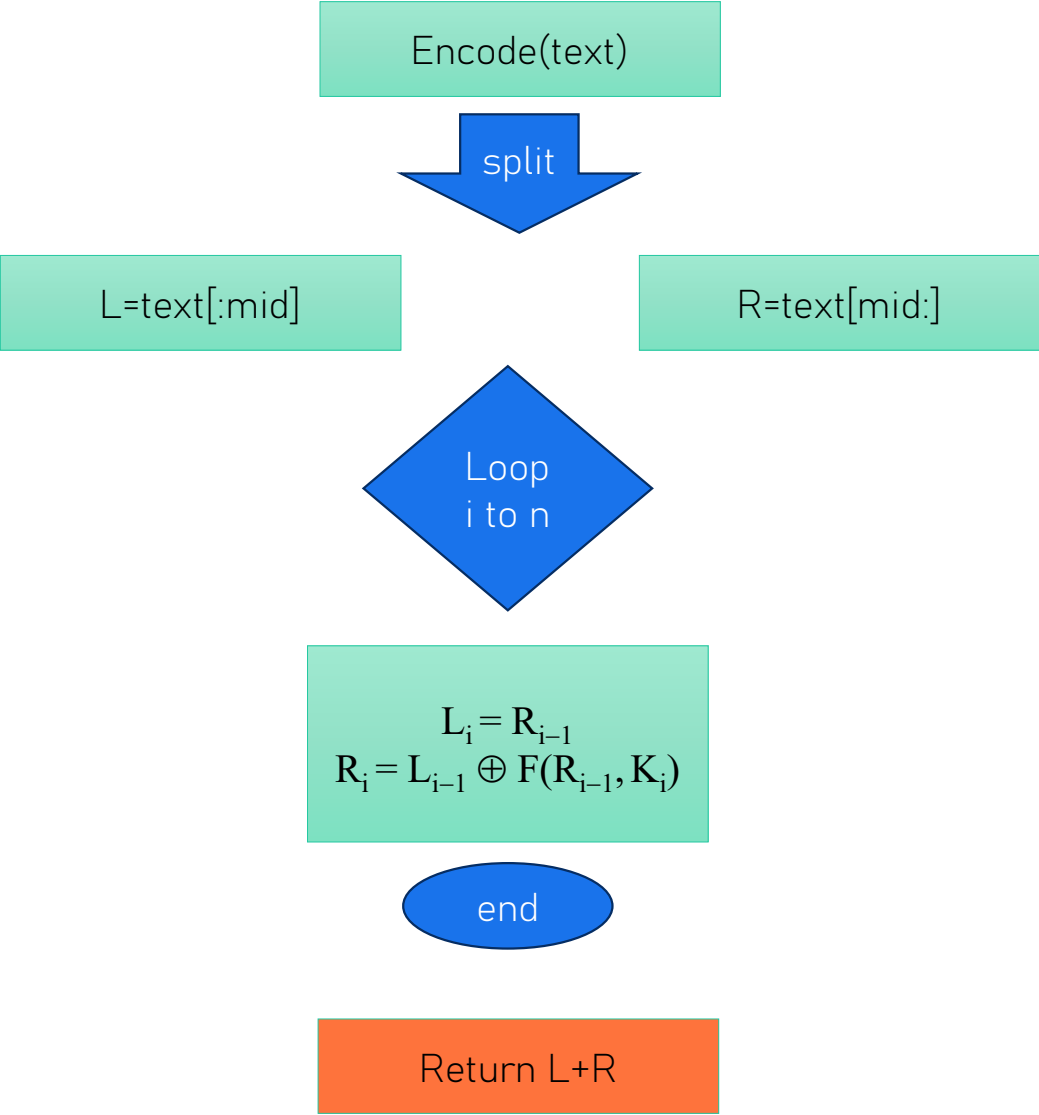 Encode(text)
split
L=text[:mid]
R=text[mid:]
Loop
i to n
Lᵢ = Rᵢ₋₁
Rᵢ = Lᵢ₋₁ ⊕ F(Rᵢ₋₁, Kᵢ)
end
Return L+R